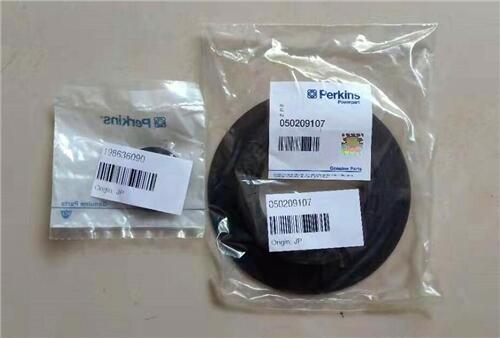 Perkins
198636090
Origin: JP
Genuine Parts
Perkins
Powerpart
050209107
Genuine Parts
050209107
Origin: JP